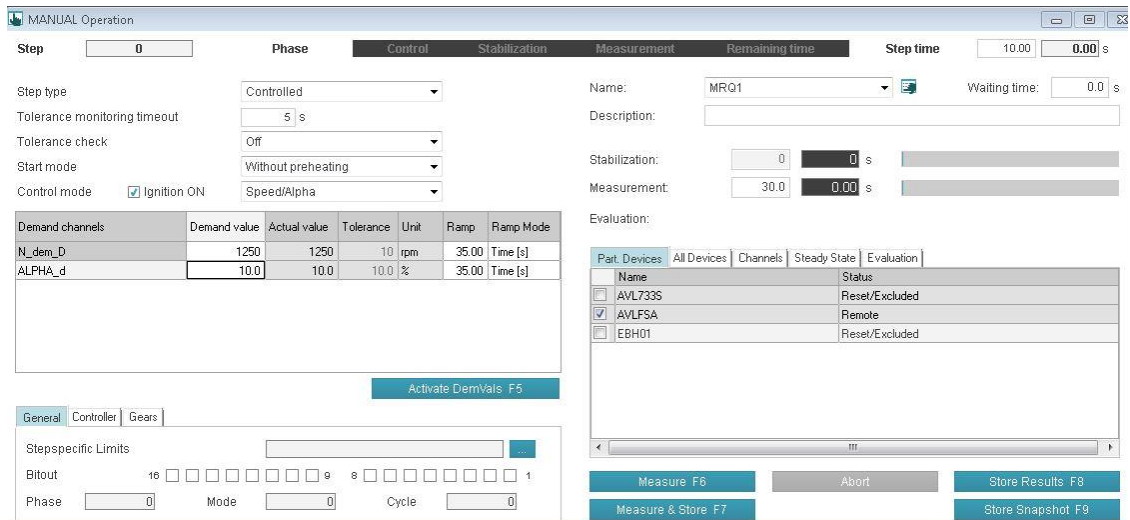 MANUAL Operation
Step 0 Phase Control Stabilization Measurement Remaining time Step time 10.00 0.00 s
Step type Controlled
Tolerance monitoring timeout 5 s
Tolerance check Off
Start mode Without preheating
Control mode Ignition ON Speed/Alpha
Demand channels Demand value Actual value Tolerance Unit Ramp Ramp Mode
N_dem_D 1250 1250 10 rpm 35.00 Time [s]
ALPHA_d 10.0 10.0 10.0 % 35.00 Time [s]
Activate DemVals F5
General Controller Gears
Stepspecific Limits ...
Bitout 16 9 8 1
Phase 0 Mode 0 Cycle 0
Name: MRQ1 Waiting time: 0.0 s
Description:
Stabilization: 0 0 s
Measurement: 30.0 0.00 s
Evaluation:
Part. Devices All Devices Channels Steady State Evaluation
Name Status
AVL733S Reset/Excluded
AVLFSA Remote
EBH01 Reset/Excluded
Measure F6 Abort Store Results F8
Measure & Store F7 Store Snapshot F9